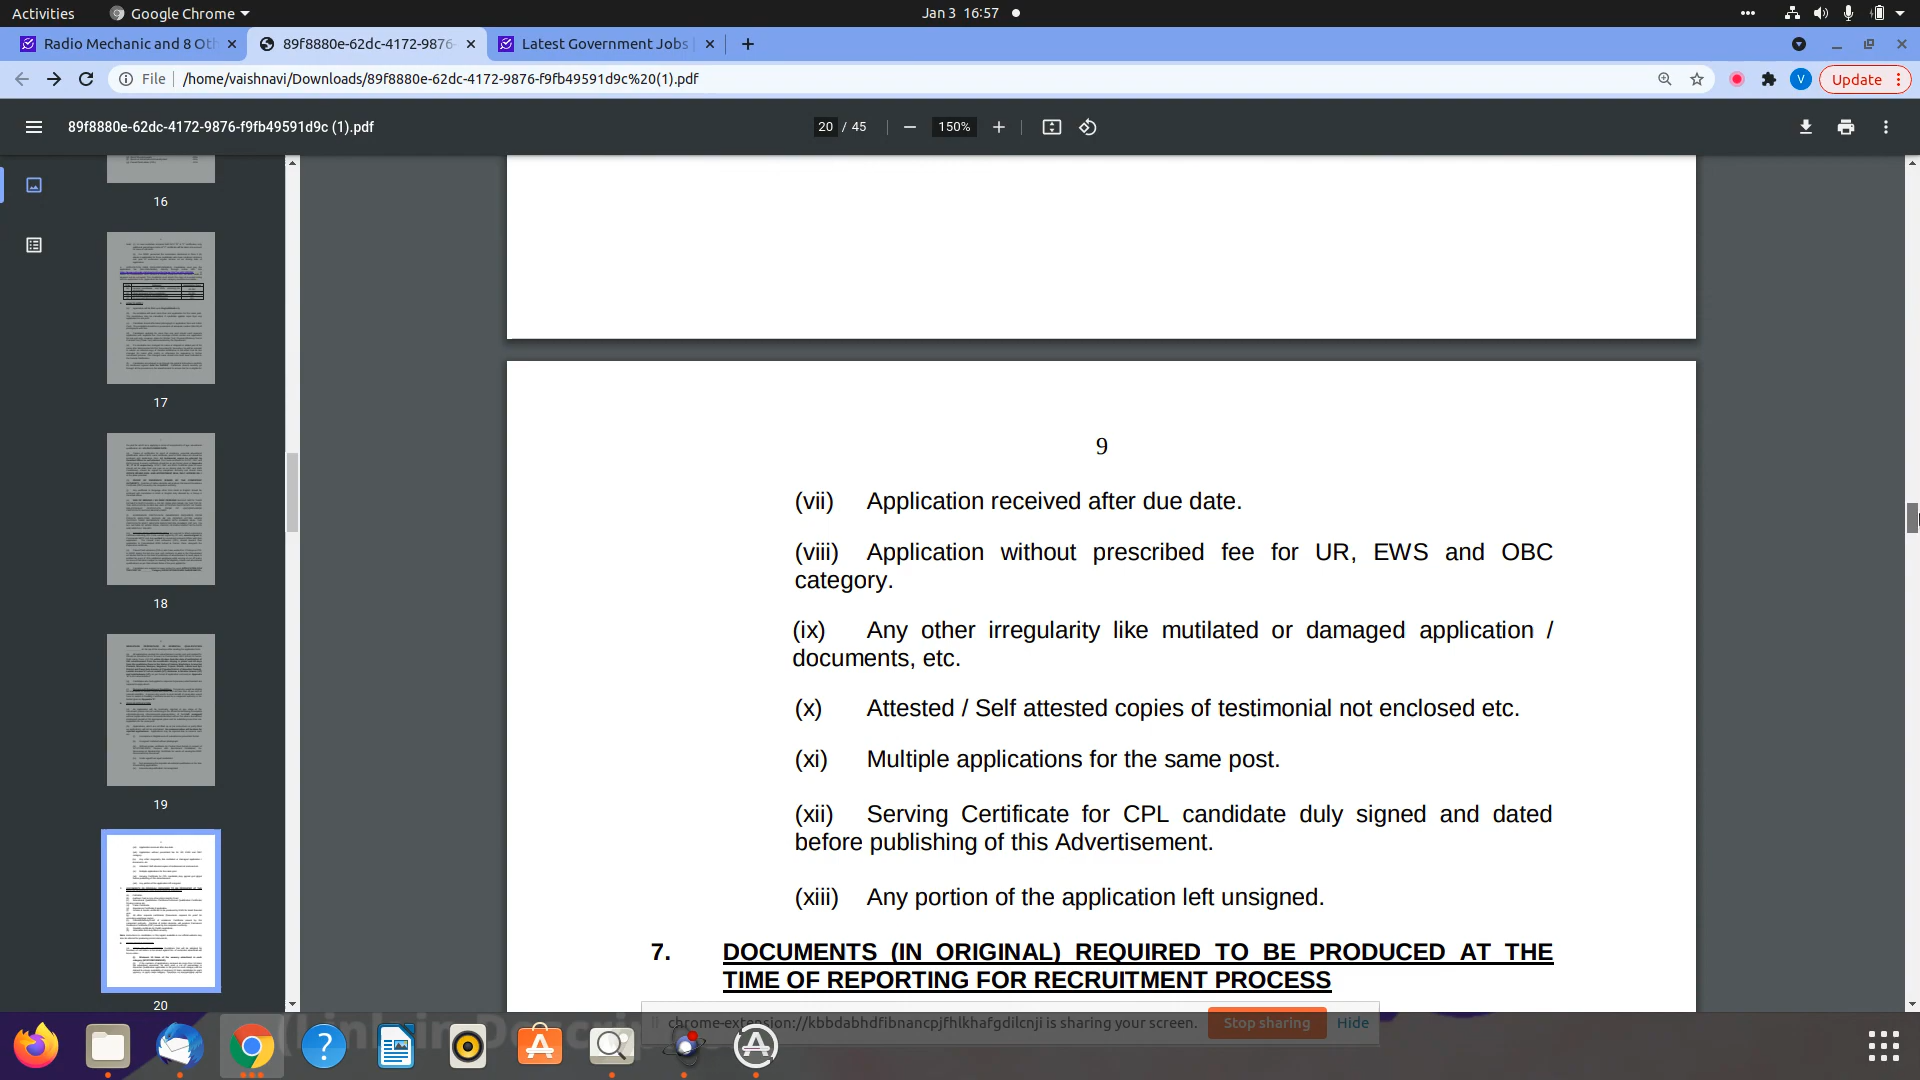 Activities
Google Chrome
Jan 3 16:57
Radio Mechanic and 8 Oth
89f8880e-62dc-4172-9876-
Latest Government Jobs
File
/home/vaishnavi/Downloads/89f8880e-62dc-4172-9876-f9fb49591d9c%20(1).pdf
V
Update
89f8880e-62dc-4172-9876-f9fb49591d9c (1).pdf
20 / 45
150%
16
17
18
19
20
9
(vii) Application received after due date.
(viii) Application without prescribed fee for UR, EWS and OBC
category.
(ix) Any other irregularity like mutilated or damaged application /
documents, etc.
(x) Attested / Self attested copies of testimonial not enclosed etc.
(xi) Multiple applications for the same post.
(xii) Serving Certificate for CPL candidate duly signed and dated
before publishing of this Advertisement.
(xiii) Any portion of the application left unsigned.
7. DOCUMENTS (IN ORIGINAL) REQUIRED TO BE PRODUCED AT THE
TIME OF REPORTING FOR RECRUITMENT PROCESS
chrome-extension://kbbdabhdfibnancpjfhlkhafgdilcnji is sharing your screen.
Stop sharing
Hide